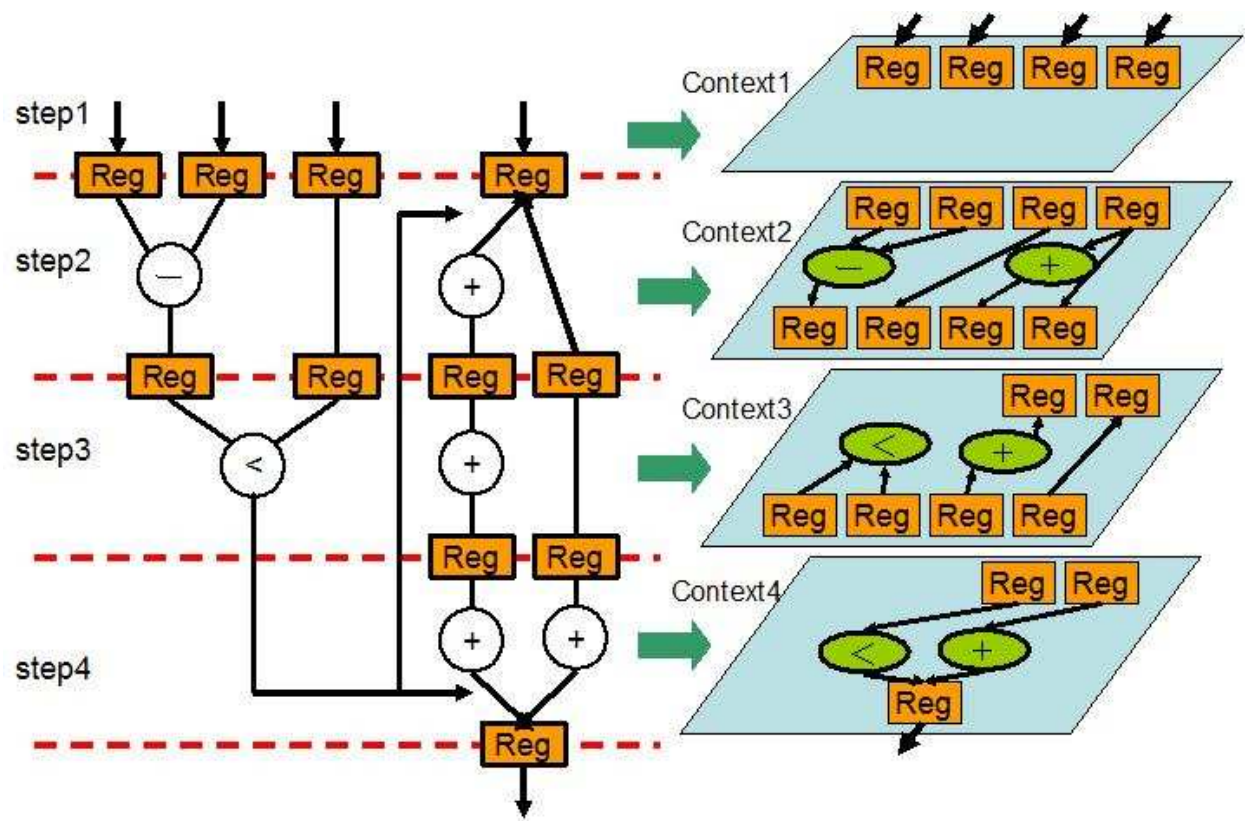 Reg Reg Reg Reg
Context1
step1
Reg Reg Reg Reg
Reg Reg Reg Reg
Context2
step2
− +
− +
Reg Reg Reg Reg
Reg Reg Reg Reg
Context3
Reg Reg
step3
< +
< +
Reg Reg Reg Reg
Reg Reg
Context4
Reg Reg
+ +
< +
step4
Reg
Reg